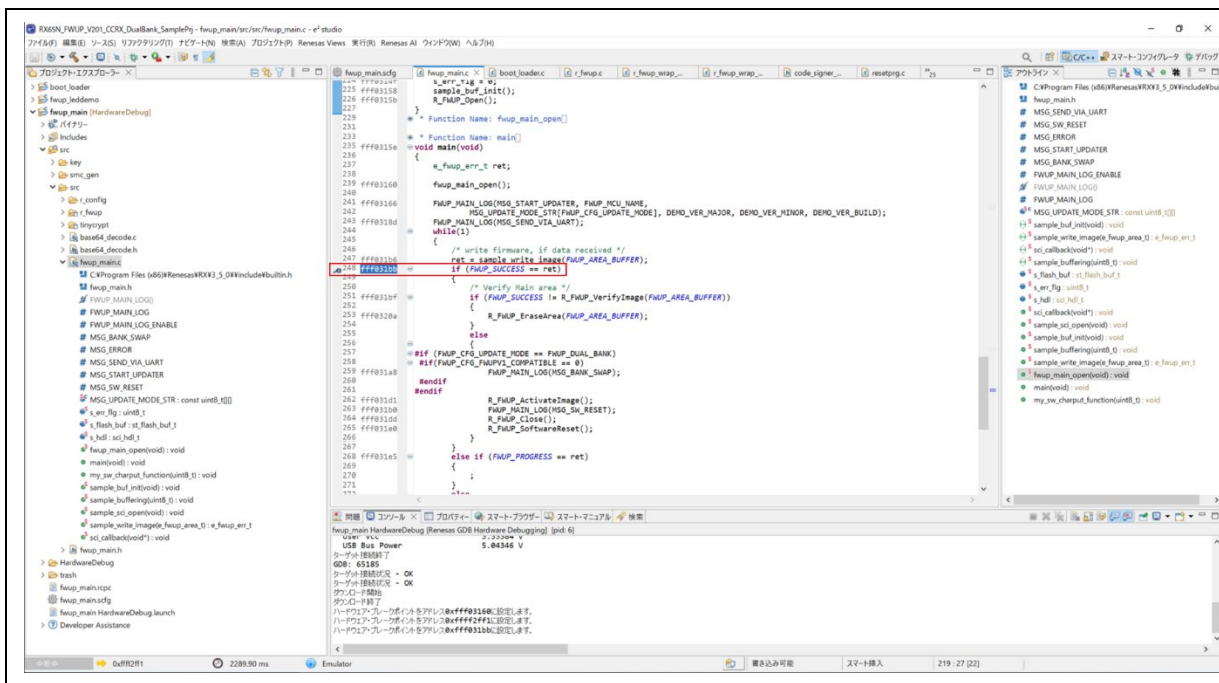 RX65N_FWUP_V201_CCRX_DualBank_SamplePrj - fwup_main/src/src/fwup_main.c - e² studio
ファイル(F) 編集(E) ソース(S) リファクタリング(T) ナビゲート(N) 検索(A) プロジェクト(P) Renesas Views 実行(R) Renesas AI ウィンドウ(W) ヘルプ(H)
C/C++ スマート・コンフィグレータ デバッグ
プロジェクト・エクスプローラー
boot_loader
fwup_leddemo
fwup_main [HardwareDebug]
バイナリー
Includes
src
key
smc_gen
src
r_config
r_fwup
tinycrypt
base64_decode.c
base64_decode.h
fwup_main.c
C:¥Program Files (x86)¥Renesas¥RX¥3_5_0¥¥include¥builtin.h
fwup_main.h
FWUP_MAIN_LOG()
FWUP_MAIN_LOG
FWUP_MAIN_LOG_ENABLE
MSG_BANK_SWAP
MSG_ERROR
MSG_SEND_VIA_UART
MSG_START_UPDATER
MSG_SW_RESET
MSG_UPDATE_MODE_STR : const uint8_t[][]
s_err_flg : uint8_t
s_flash_buf : st_flash_buf_t
s_hdl : sci_hdl_t
fwup_main_open(void) : void
main(void) : void
my_sw_charput_function(uint8_t) : void
sample_buf_init(void) : void
sample_buffering(uint8_t) : void
sample_sci_open(void) : void
sample_write_image(e_fwup_area_t) : e_fwup_err_t
sci_callback(void*) : void
fwup_main.h
HardwareDebug
trash
fwup_main.rcpc
fwup_main.scfg
fwup_main HardwareDebug.launch
Developer Assistance
fwup_main.scfg fwup_main.c boot_loader.c r_fwup.c r_fwup_wrap_... r_fwup_wrap_... code_signer_... resetprg.c "25
s_err_flg = 0;
225 fff03158 sample_buf_init();
226 fff0315b R_FWUP_Open();
227 }
229 * Function Name: fwup_main_open
231
233 * Function Name: main
235 fff0315e void main(void)
236 {
237 e_fwup_err_t ret;
238
239 fff03160 fwup_main_open();
240
241 fff03166 FWUP_MAIN_LOG(MSG_START_UPDATER, FWUP_MCU_NAME,
242 MSG_UPDATE_MODE_STR[FWUP_CFG_UPDATE_MODE], DEMO_VER_MAJOR, DEMO_VER_MINOR, DEMO_VER_BUILD);
243 fff0318d FWUP_MAIN_LOG(MSG_SEND_VIA_UART);
244 while(1)
245 {
246 /* write firmware, if data received */
247 fff031b6 ret = sample_write_image(FWUP_AREA_BUFFER);
248 fff031bb if (FWUP_SUCCESS == ret)
249 {
250 /* Verify Main area */
251 fff031bf if (FWUP_SUCCESS != R_FWUP_VerifyImage(FWUP_AREA_BUFFER))
252 {
253 fff0320a R_FWUP_EraseArea(FWUP_AREA_BUFFER);
254 }
255 else
256 {
257 #if (FWUP_CFG_UPDATE_MODE == FWUP_DUAL_BANK)
258 #if(FWUP_CFG_FWUPV1_COMPATIBLE == 0)
259 fff031a8 FWUP_MAIN_LOG(MSG_BANK_SWAP);
260 #endif
261 #endif
262 fff031d1 R_FWUP_ActivateImage();
263 fff031b0 FWUP_MAIN_LOG(MSG_SW_RESET);
264 fff031dd R_FWUP_Close();
265 fff031e0 R_FWUP_SoftwareReset();
266 }
267 }
268 fff031e5 else if (FWUP_PROGRESS == ret)
269 {
270 ;
271 }
アウトライン
C:¥Program Files (x86)¥Renesas¥RX¥3_5_0¥¥include¥bui
fwup_main.h
MSG_SEND_VIA_UART
MSG_SW_RESET
MSG_ERROR
MSG_START_UPDATER
MSG_BANK_SWAP
FWUP_MAIN_LOG_ENABLE
FWUP_MAIN_LOG()
FWUP_MAIN_LOG
MSG_UPDATE_MODE_STR : const uint8_t[][]
sample_buf_init(void) : void
sample_write_image(e_fwup_area_t) : e_fwup_err_t
sci_callback(void*) : void
sample_buffering(uint8_t) : void
s_flash_buf : st_flash_buf_t
s_err_flg : uint8_t
s_hdl : sci_hdl_t
sci_callback(void*) : void
sample_sci_open(void) : void
sample_buf_init(void) : void
sample_buffering(uint8_t) : void
sample_write_image(e_fwup_area_t) : e_fwup_err_t
fwup_main_open(void) : void
main(void) : void
my_sw_charput_function(uint8_t) : void
問題 コンソール プロパティー スマート・ブラウザー スマート・マニュアル 検索
fwup_main HardwareDebug [Renesas GDB Hardware Debugging] [pid: 6]
USB Bus Power 5.04346 V
ターゲット接続終了
GDB: 65185
ターゲット接続状況 - OK
ターゲット接続状況 - OK
ダウンロード開始
ダウンロード終了
ハードウェア・ブレークポイントをアドレス0xfff03160に設定します。
ハードウェア・ブレークポイントをアドレス0xffff2ff1に設定します。
ハードウェア・ブレークポイントをアドレス0xfff031bbに設定します。
0xffff2ff1 2289.90 ms Emulator 書き込み可能 スマート挿入 219 : 27 [22]